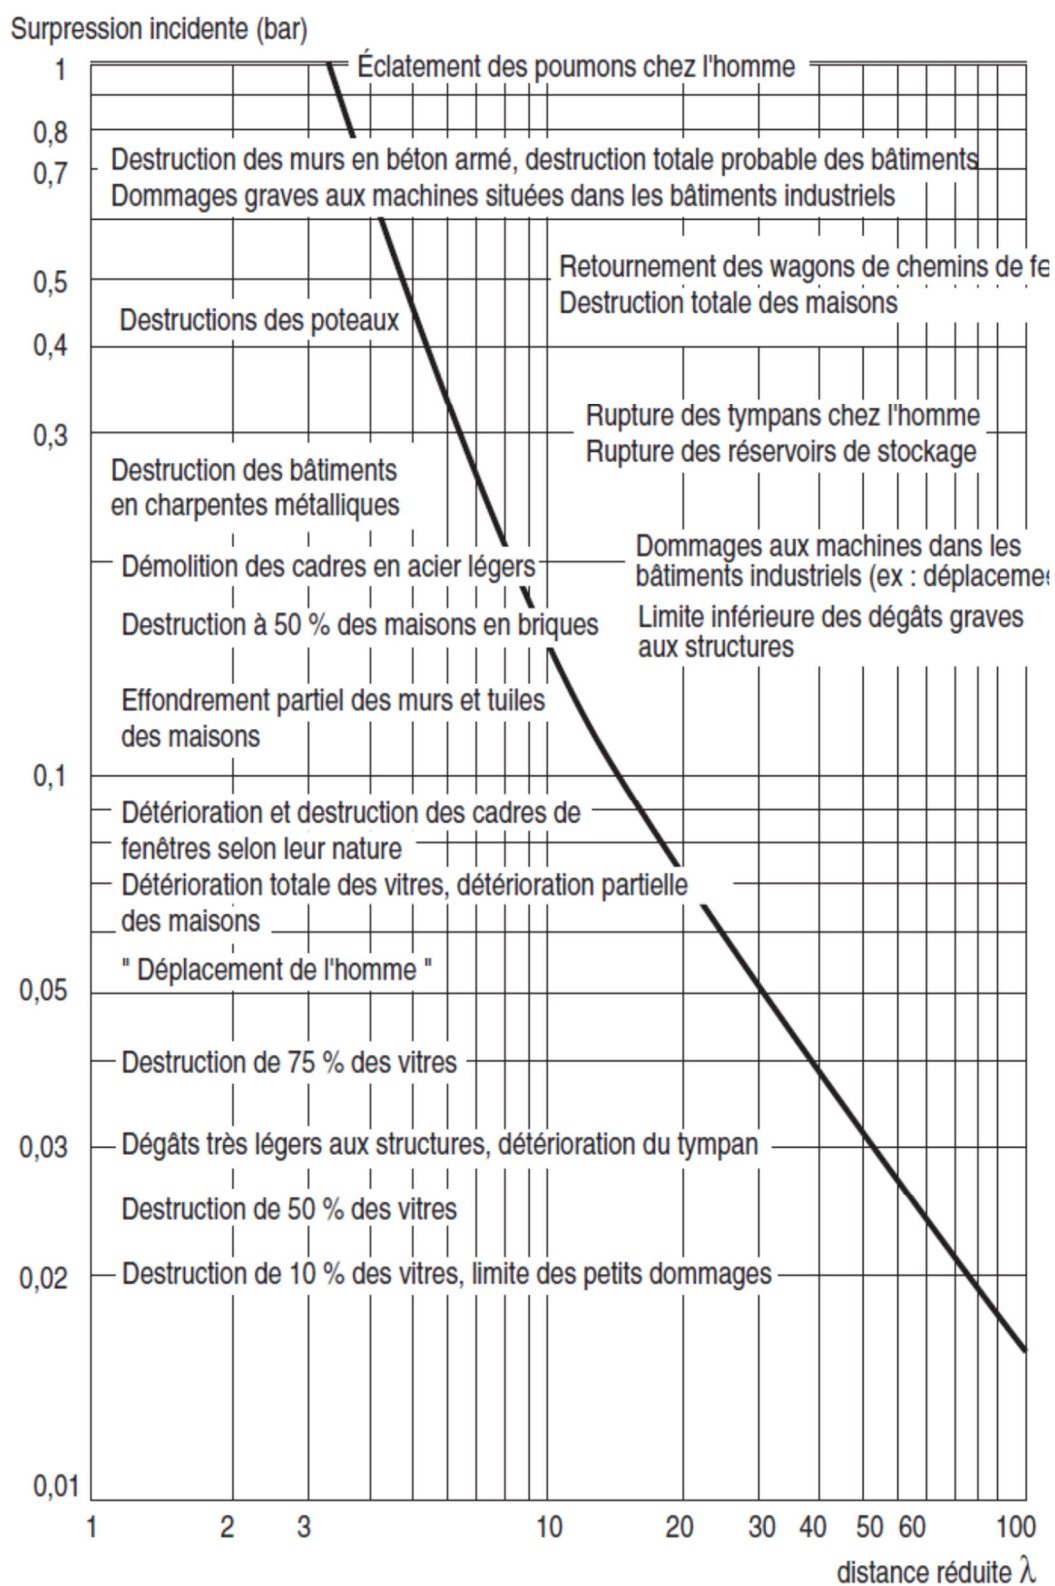 Surpression incidente (bar)
1
Éclatement des poumons chez l'homme
0,8
0,7
Destruction des murs en béton armé, destruction totale probable des bâtiments
Dommages graves aux machines situées dans les bâtiments industriels
Retournement des wagons de chemins de fe
0,5
Destruction totale des maisons
Destructions des poteaux
0,4
Rupture des tympans chez l'homme
0,3
Rupture des réservoirs de stockage
Destruction des bâtiments
en charpentes métalliques
Dommages aux machines dans les
Démolition des cadres en acier légers
bâtiments industriels (ex : déplacemen
Destruction à 50 % des maisons en briques
Limite inférieure des dégâts graves
aux structures
Effondrement partiel des murs et tuiles
des maisons
0,1
Détérioration et destruction des cadres de
fenêtres selon leur nature
Détérioration totale des vitres, détérioration partielle
des maisons
" Déplacement de l'homme "
0,05
Destruction de 75 % des vitres
0,03
Dégâts très légers aux structures, détérioration du tympan
Destruction de 50 % des vitres
0,02
Destruction de 10 % des vitres, limite des petits dommages
0,01
1 2 3 10 20 30 40 50 60 100
distance réduite λ